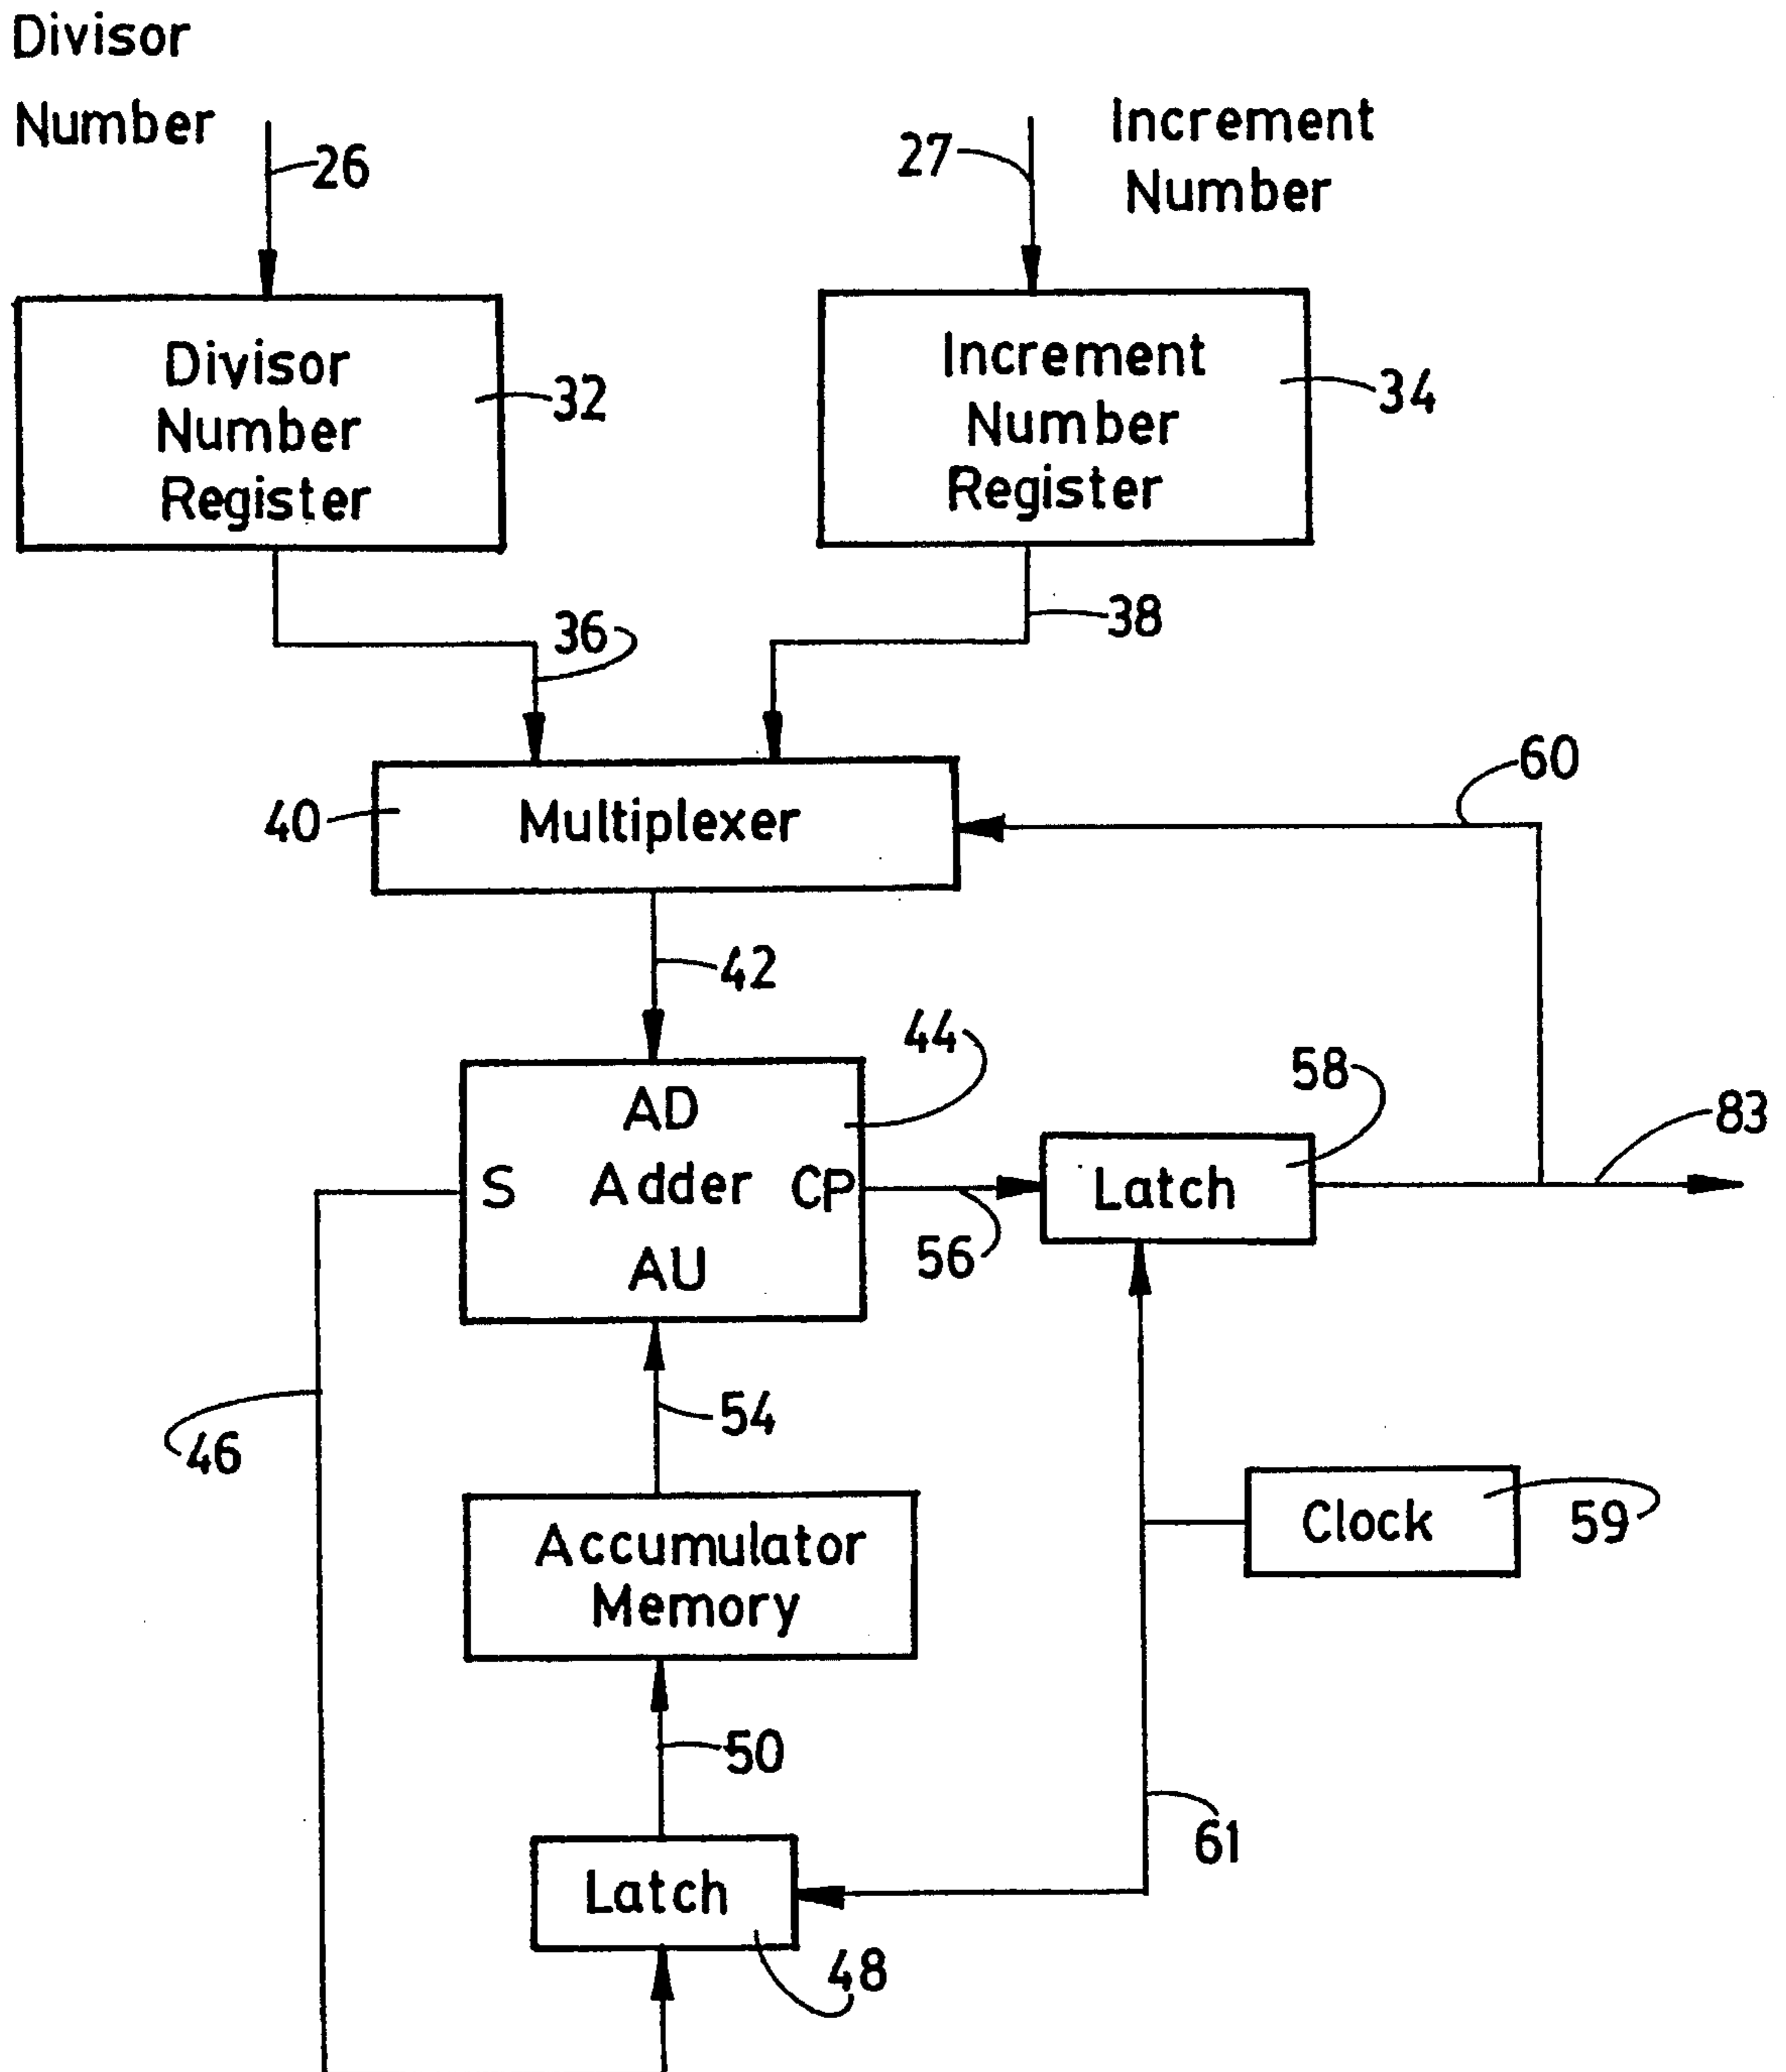 Divisor
Number
26
27
Increment
Number
Divisor
Number
Register
32
Increment
Number
Register
34
36
38
60
40
Multiplexer
42
44
58
83
AD
S Adder CP
AU
56
Latch
54
46
Accumulator
Memory
Clock
59
50
61
Latch
48